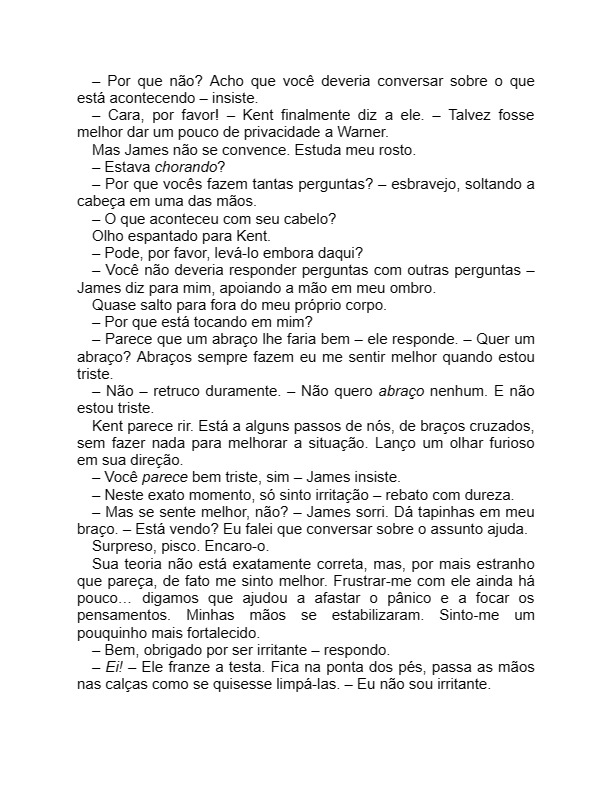 – Por que não? Acho que você deveria conversar sobre o que
está acontecendo – insiste.
– Cara, por favor! – Kent finalmente diz a ele. – Talvez fosse
melhor dar um pouco de privacidade a Warner.
Mas James não se convence. Estuda meu rosto.
– Estava chorando?
– Por que vocês fazem tantas perguntas? – esbravejo, soltando a
cabeça em uma das mãos.
– O que aconteceu com seu cabelo?
Olho espantado para Kent.
– Pode, por favor, levá-lo embora daqui?
– Você não deveria responder perguntas com outras perguntas –
James diz para mim, apoiando a mão em meu ombro.
Quase salto para fora do meu próprio corpo.
– Por que está tocando em mim?
– Parece que um abraço lhe faria bem – ele responde. – Quer um
abraço? Abraços sempre fazem eu me sentir melhor quando estou
triste.
– Não – retruco duramente. – Não quero abraço nenhum. E não
estou triste.
Kent parece rir. Está a alguns passos de nós, de braços cruzados,
sem fazer nada para melhorar a situação. Lanço um olhar furioso
em sua direção.
– Você parece bem triste, sim – James insiste.
– Neste exato momento, só sinto irritação – rebato com dureza.
– Mas se sente melhor, não? – James sorri. Dá tapinhas em meu
braço. – Está vendo? Eu falei que conversar sobre o assunto ajuda.
Surpreso, pisco. Encaro-o.
Sua teoria não está exatamente correta, mas, por mais estranho
que pareça, de fato me sinto melhor. Frustrar-me com ele ainda há
pouco… digamos que ajudou a afastar o pânico e a focar os
pensamentos. Minhas mãos se estabilizaram. Sinto-me um
pouquinho mais fortalecido.
– Bem, obrigado por ser irritante – respondo.
– Ei! – Ele franze a testa. Fica na ponta dos pés, passa as mãos
nas calças como se quisesse limpá-las. – Eu não sou irritante.